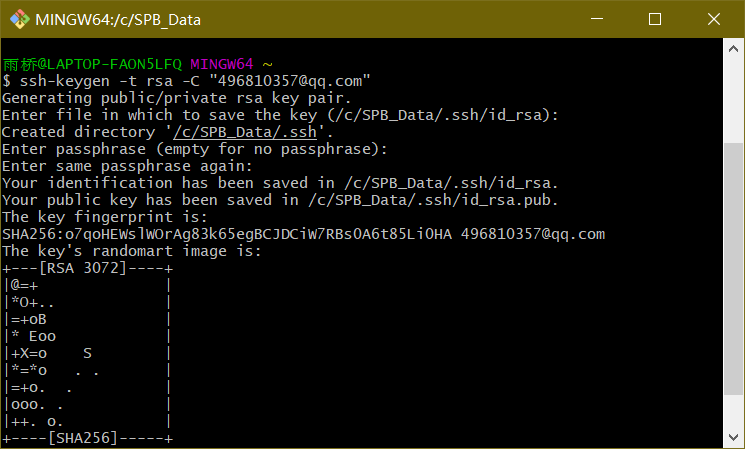 MINGW64:/c/SPB_Data
雨桥@LAPTOP-FAON5LFQ MINGW64 ~
$ ssh-keygen -t rsa -C "496810357@qq.com"
Generating public/private rsa key pair.
Enter file in which to save the key (/c/SPB_Data/.ssh/id_rsa):
Created directory '/c/SPB_Data/.ssh'.
Enter passphrase (empty for no passphrase):
Enter same passphrase again:
Your identification has been saved in /c/SPB_Data/.ssh/id_rsa.
Your public key has been saved in /c/SPB_Data/.ssh/id_rsa.pub.
The key fingerprint is:
SHA256:o7qoHEWslWOrAg83k65egBCJDCiW7RBsOA6t85LiOHA 496810357@qq.com
The key's randomart image is:
+---[RSA 3072]----+
|@=+              |
|*O+..            |
|=+oB             |
|* Eoo            |
|+X=o    S        |
|*=*o   . .       |
|=+o.  .          |
|ooo. .           |
|++. o.           |
+----[SHA256]-----+